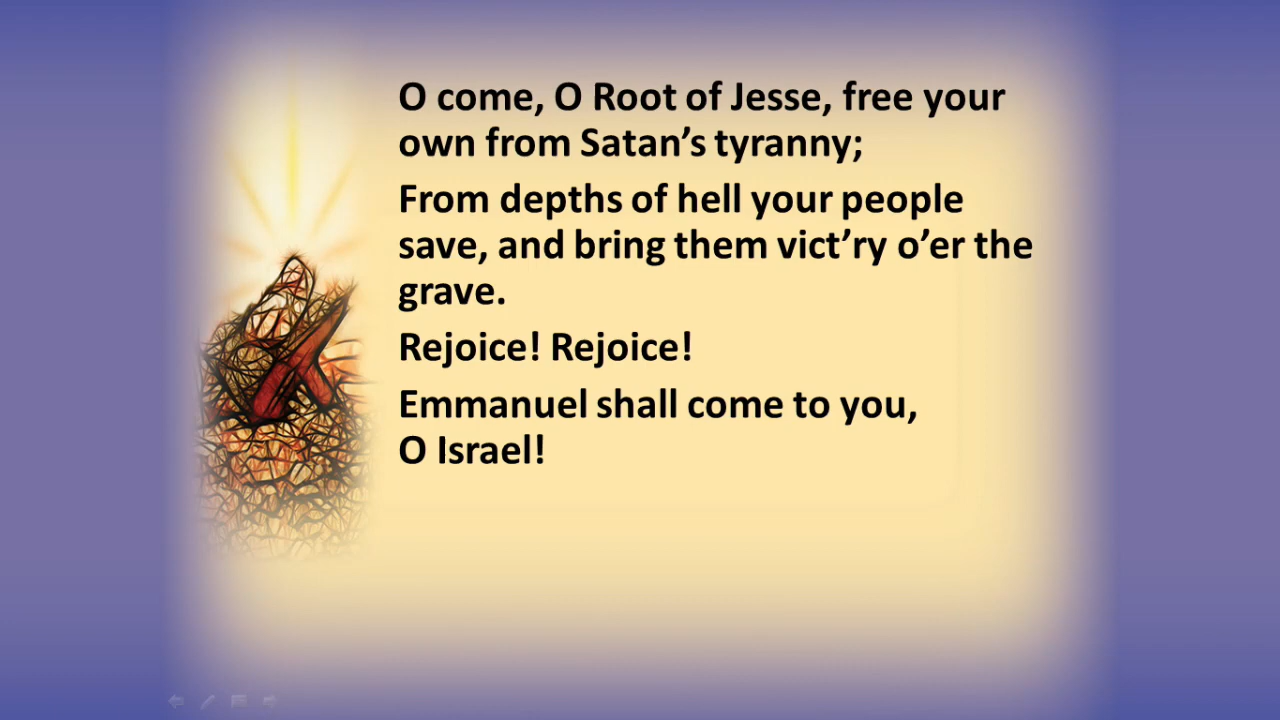 O come, O Root of Jesse, free your
own from Satan’s tyranny;
From depths of hell your people
save, and bring them vict’ry o’er the
grave.
Rejoice! Rejoice!
Emmanuel shall come to you,
O Israel!